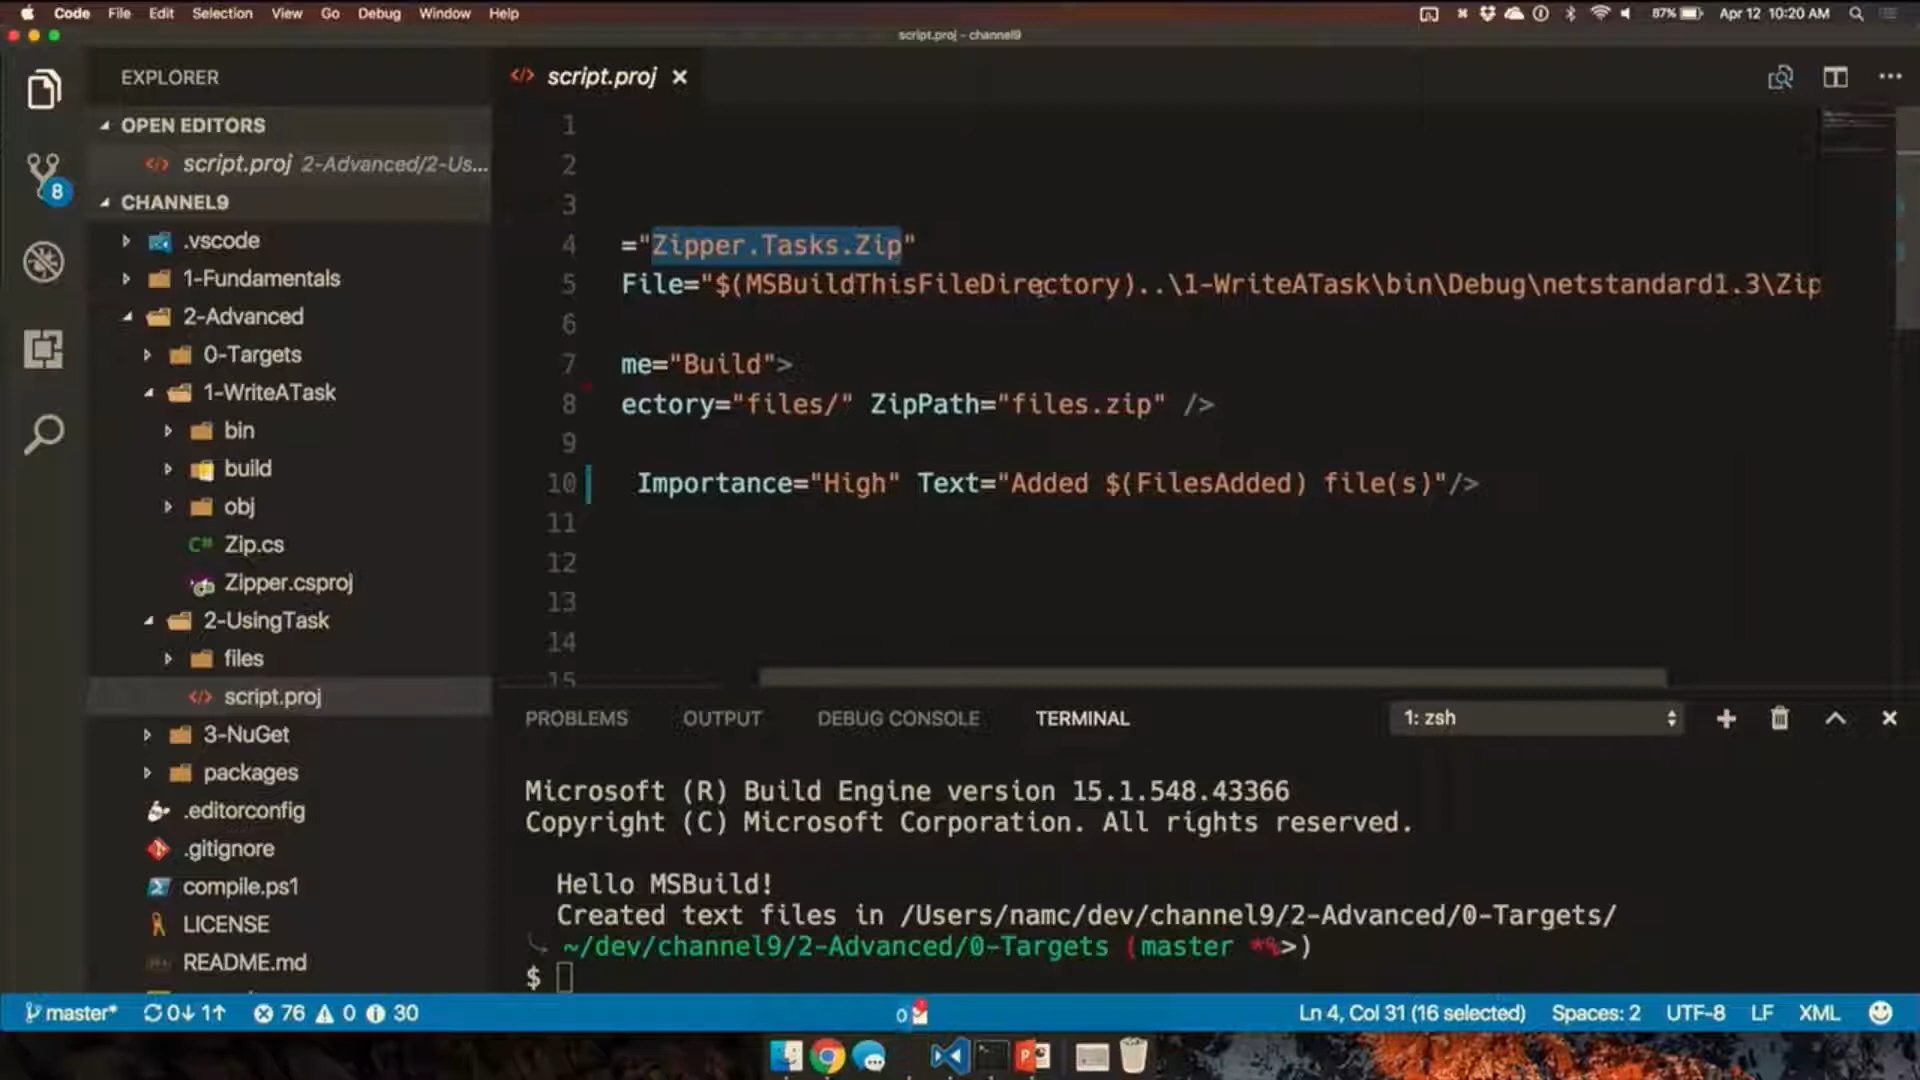 Code File Edit Selection View Go Debug Window Help
87% Apr 12 10:20 AM
script.proj - channel9
EXPLORER
OPEN EDITORS
script.proj 2-Advanced/2-Us...
CHANNEL9
.vscode
1-Fundamentals
2-Advanced
0-Targets
1-WriteATask
bin
build
obj
Zip.cs
Zipper.csproj
2-UsingTask
files
script.proj
3-NuGet
packages
.editorconfig
.gitignore
compile.ps1
LICENSE
README.md
8
script.proj
1
2
3
4 ="Zipper.Tasks.Zip"
5 File="$(MSBuildThisFileDirectory)..\1-WriteATask\bin\Debug\netstandard1.3\Zip
6
7 me="Build">
8 ectory="files/" ZipPath="files.zip" />
9
10 Importance="High" Text="Added $(FilesAdded) file(s)"/>
11
12
13
14
15
PROBLEMS OUTPUT DEBUG CONSOLE TERMINAL 1: zsh
Microsoft (R) Build Engine version 15.1.548.43366
Copyright (C) Microsoft Corporation. All rights reserved.
Hello MSBuild!
Created text files in /Users/namc/dev/channel9/2-Advanced/0-Targets/
~/dev/channel9/2-Advanced/0-Targets (master *%>)
$
master* 0↓ 1↑ 76 0 30 0 Ln 4, Col 31 (16 selected) Spaces: 2 UTF-8 LF XML